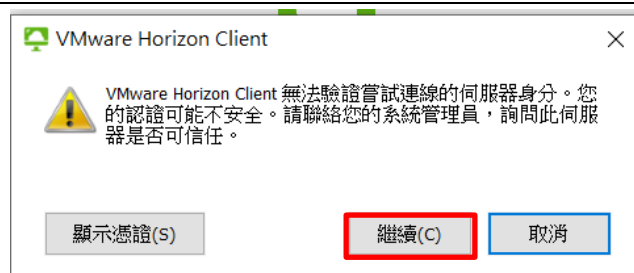 VMware Horizon Client
VMware Horizon Client 無法驗證嘗試連線的伺服器身分。您
的認證可能不安全。請聯絡您的系統管理員，詢問此伺服
器是否可信任。
顯示憑證(S) 繼續(C) 取消